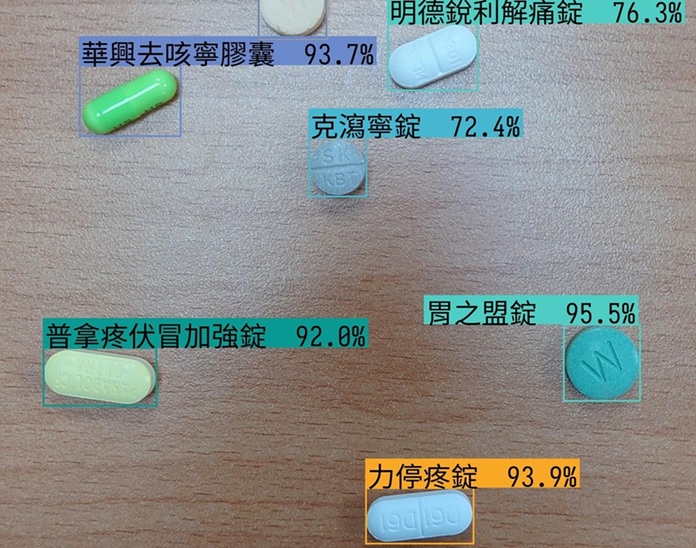 明德銳利解痛錠 76.3%
華興去咳寧膠囊 93.7%
克瀉寧錠 72.4%
SK
KBT
胃之盟錠 95.5%
普拿疼伏冒加強錠 92.0%
W
力停疼錠 93.9%